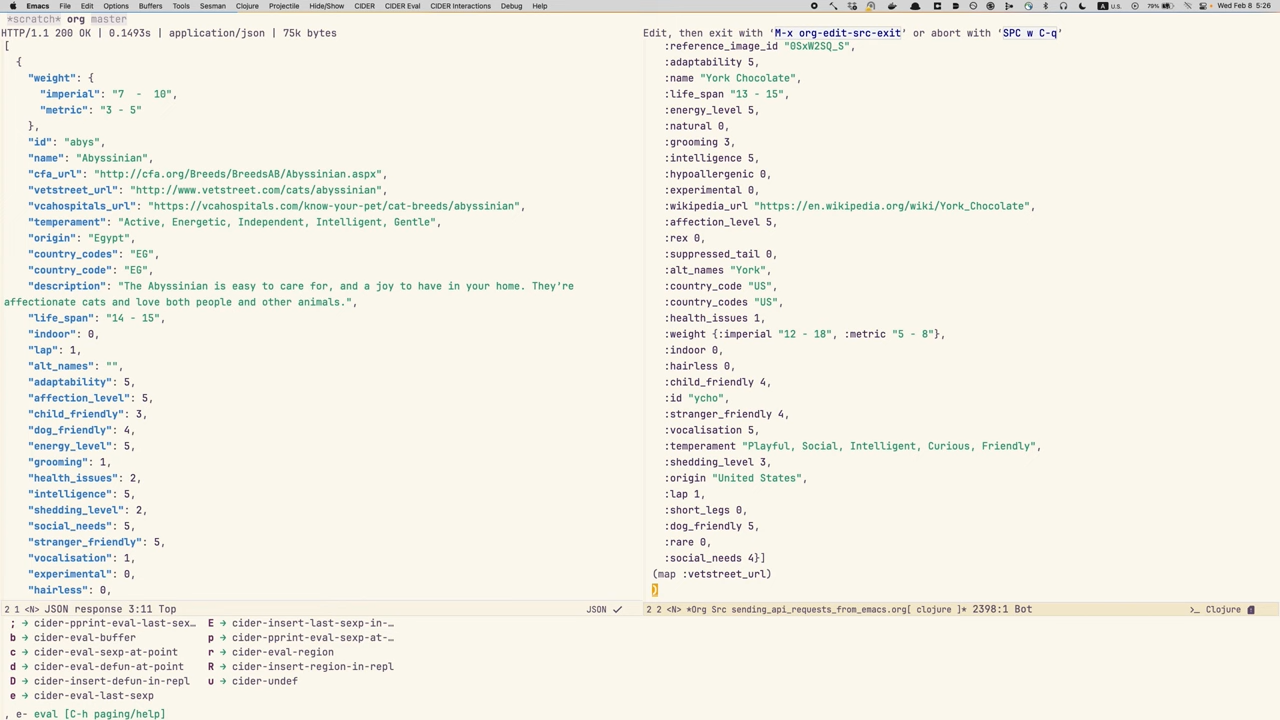 Emacs File Edit Options Buffers Tools Sesman Clojure Projectile Hide/Show CIDER CIDER Eval CIDER Interactions Debug Help U.S. 79% Wed Feb 8 5:26
*scratch* org master
HTTP/1.1 200 OK | 0.1493s | application/json | 75k bytes
[
{
"weight": {
"imperial": "7  -  10",
"metric": "3 - 5"
},
"id": "abys",
"name": "Abyssinian",
"cfa_url": "http://cfa.org/Breeds/BreedsAB/Abyssinian.aspx",
"vetstreet_url": "http://www.vetstreet.com/cats/abyssinian",
"vcahospitals_url": "https://vcahospitals.com/know-your-pet/cat-breeds/abyssinian",
"temperament": "Active, Energetic, Independent, Intelligent, Gentle",
"origin": "Egypt",
"country_codes": "EG",
"country_code": "EG",
"description": "The Abyssinian is easy to care for, and a joy to have in your home. They're
affectionate cats and love both people and other animals.",
"life_span": "14 - 15",
"indoor": 0,
"lap": 1,
"alt_names": "",
"adaptability": 5,
"affection_level": 5,
"child_friendly": 3,
"dog_friendly": 4,
"energy_level": 5,
"grooming": 1,
"health_issues": 2,
"intelligence": 5,
"shedding_level": 2,
"social_needs": 5,
"stranger_friendly": 5,
"vocalisation": 1,
"experimental": 0,
"hairless": 0,
2 1 <N> JSON response 3:11 Top JSON ✓
Edit, then exit with ‘M-x org-edit-src-exit’ or abort with ‘SPC w C-q’
:reference_image_id "0SxW2SQ_S",
:adaptability 5,
:name "York Chocolate",
:life_span "13 - 15",
:energy_level 5,
:natural 0,
:grooming 3,
:intelligence 5,
:hypoallergenic 0,
:experimental 0,
:wikipedia_url "https://en.wikipedia.org/wiki/York_Chocolate",
:affection_level 5,
:rex 0,
:suppressed_tail 0,
:alt_names "York",
:country_code "US",
:country_codes "US",
:health_issues 1,
:weight {:imperial "12 - 18", :metric "5 - 8"},
:indoor 0,
:hairless 0,
:child_friendly 4,
:id "ycho",
:stranger_friendly 4,
:vocalisation 5,
:temperament "Playful, Social, Intelligent, Curious, Friendly",
:shedding_level 3,
:origin "United States",
:lap 1,
:short_legs 0,
:dog_friendly 5,
:rare 0,
:social_needs 4}]
(map :vetstreet_url)
)
2 2 <N> *Org Src sending_api_requests_from_emacs.org[ clojure ]* 2398:1 Bot >_ Clojure
; → cider-pprint-eval-last-sex… E → cider-insert-last-sexp-in-…
b → cider-eval-buffer p → cider-pprint-eval-sexp-at-…
c → cider-eval-sexp-at-point r → cider-eval-region
d → cider-eval-defun-at-point R → cider-insert-region-in-repl
D → cider-insert-defun-in-repl u → cider-undef
e → cider-eval-last-sexp
, e- eval [C-h paging/help]